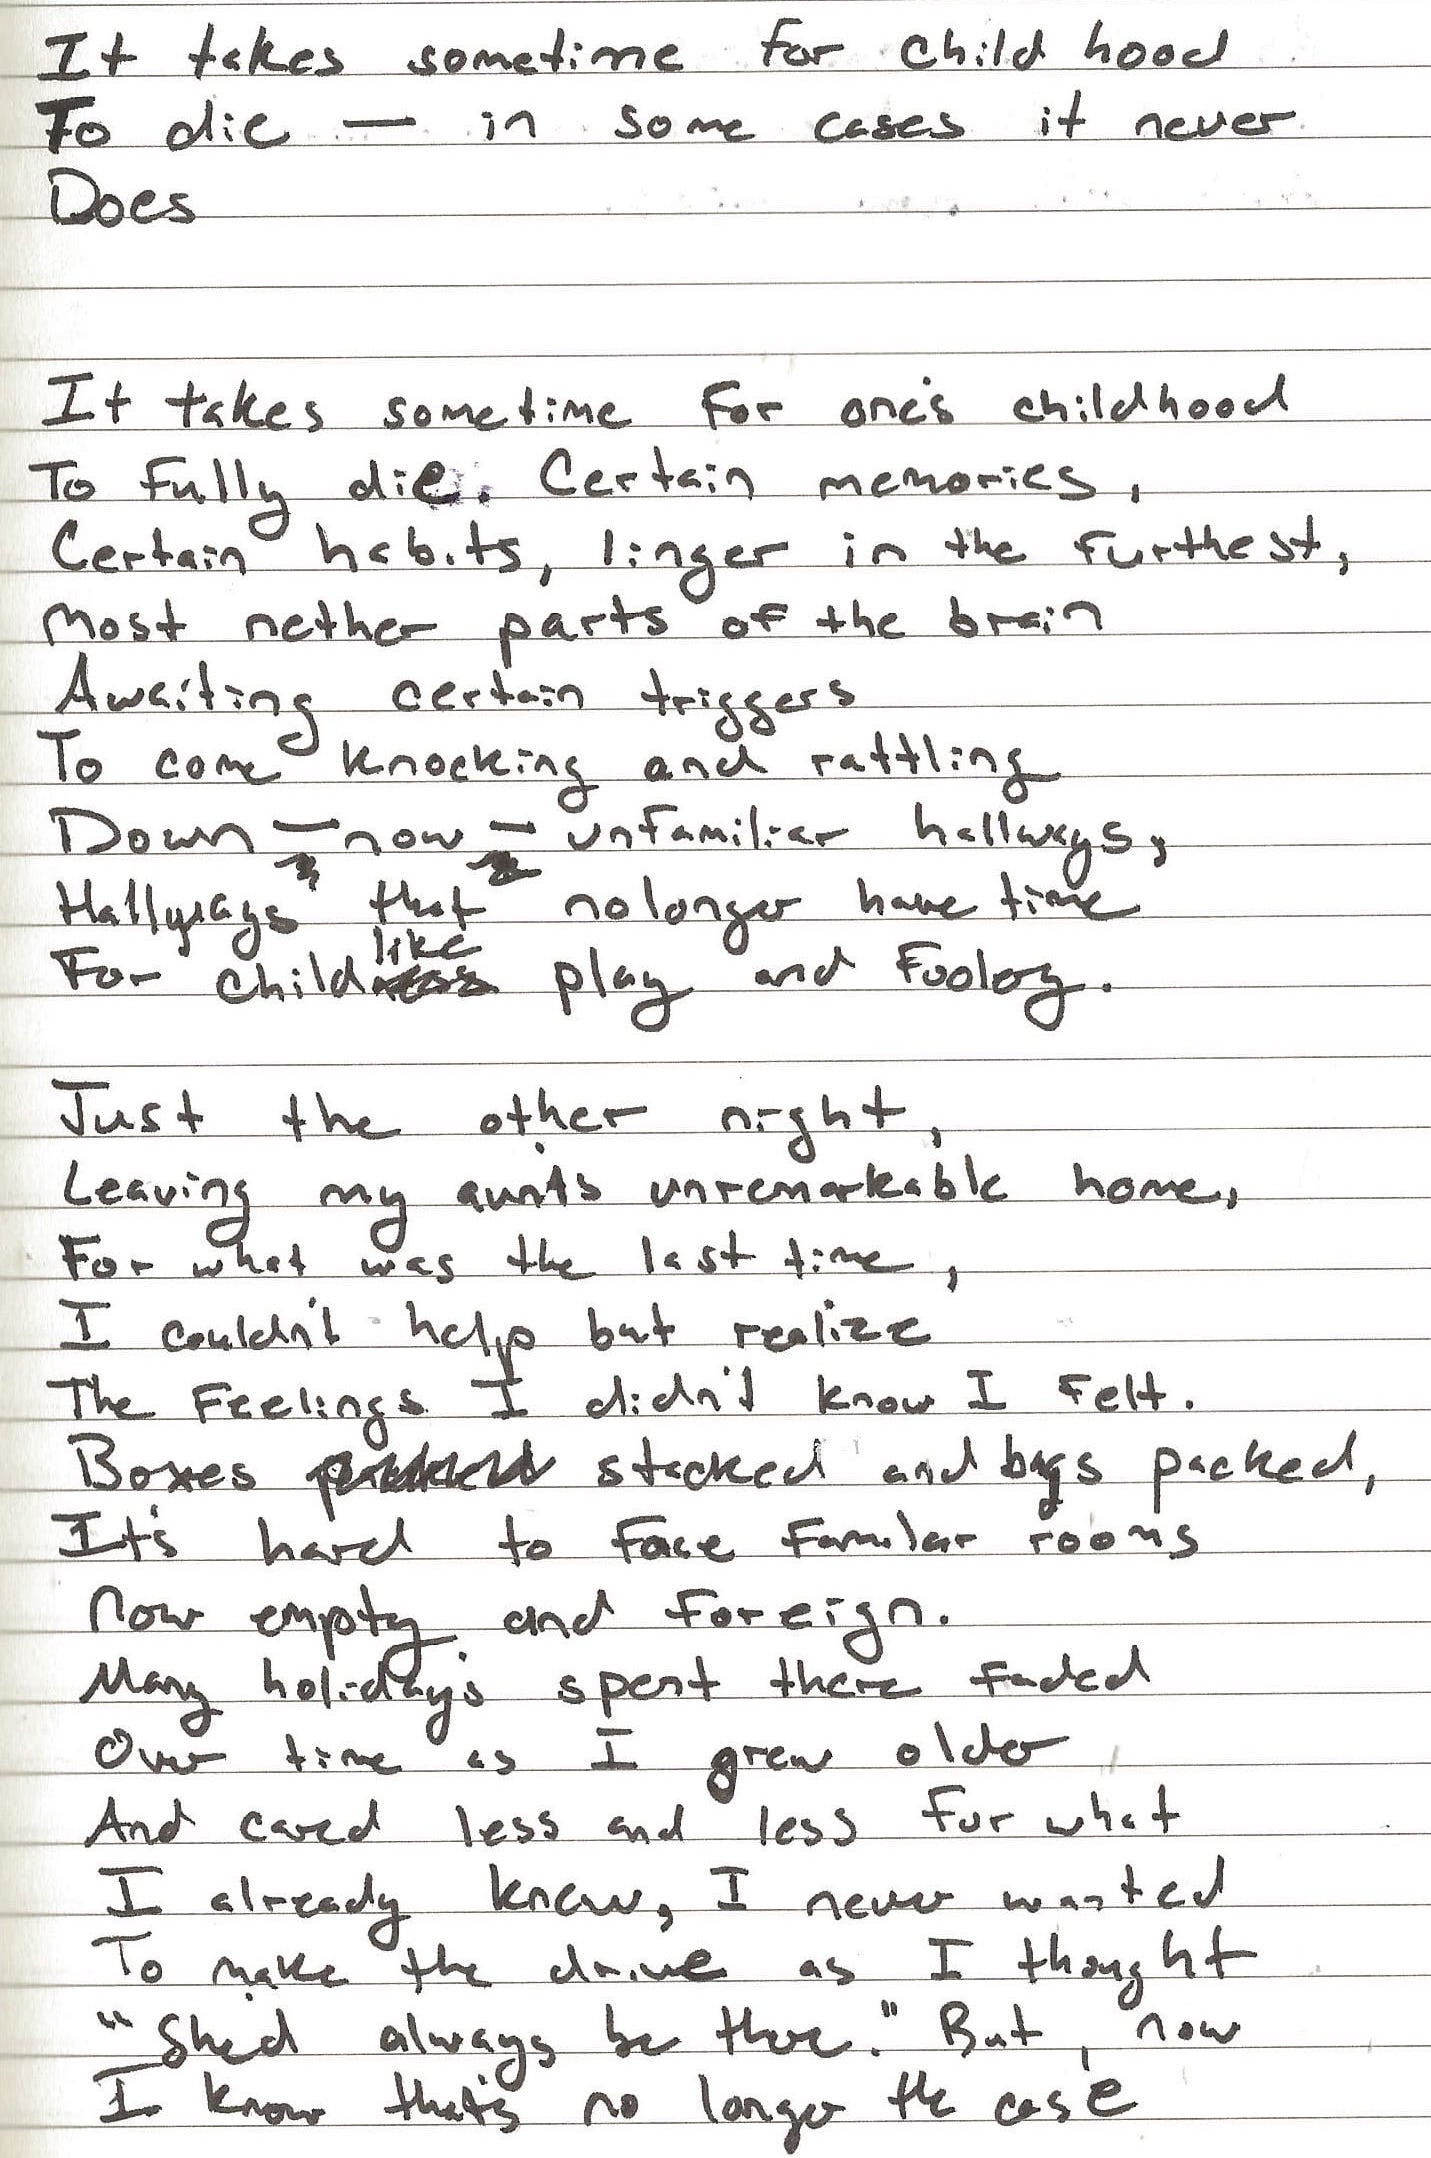 It takes sometime for child hood
To die — in some cases it never
Does
It takes sometime for one's childhood
To fully die. Certain memories,
Certain habits, linger in the furthest,
Most nether parts of the brain
Awaiting certain triggers
To come knocking and rattling
Down — now — unfamiliar hallways,
Hallways that no longer have time
For childlike play and
Just the other night,
Leaving my aunt's unremarkable home,
For what was the last time,
I couldn't help but realize
The Feelings I didn't know I felt.
Boxes stacked and bags packed,
It's hard to face familar rooms
Now empty and foreign.
Many holiday's spent there faded
Over time as I grew older
And cared less and less for what
I already knew, I never wanted
To make the drive as I thought
"She'd always be there." But, now
I know that's no longer the case